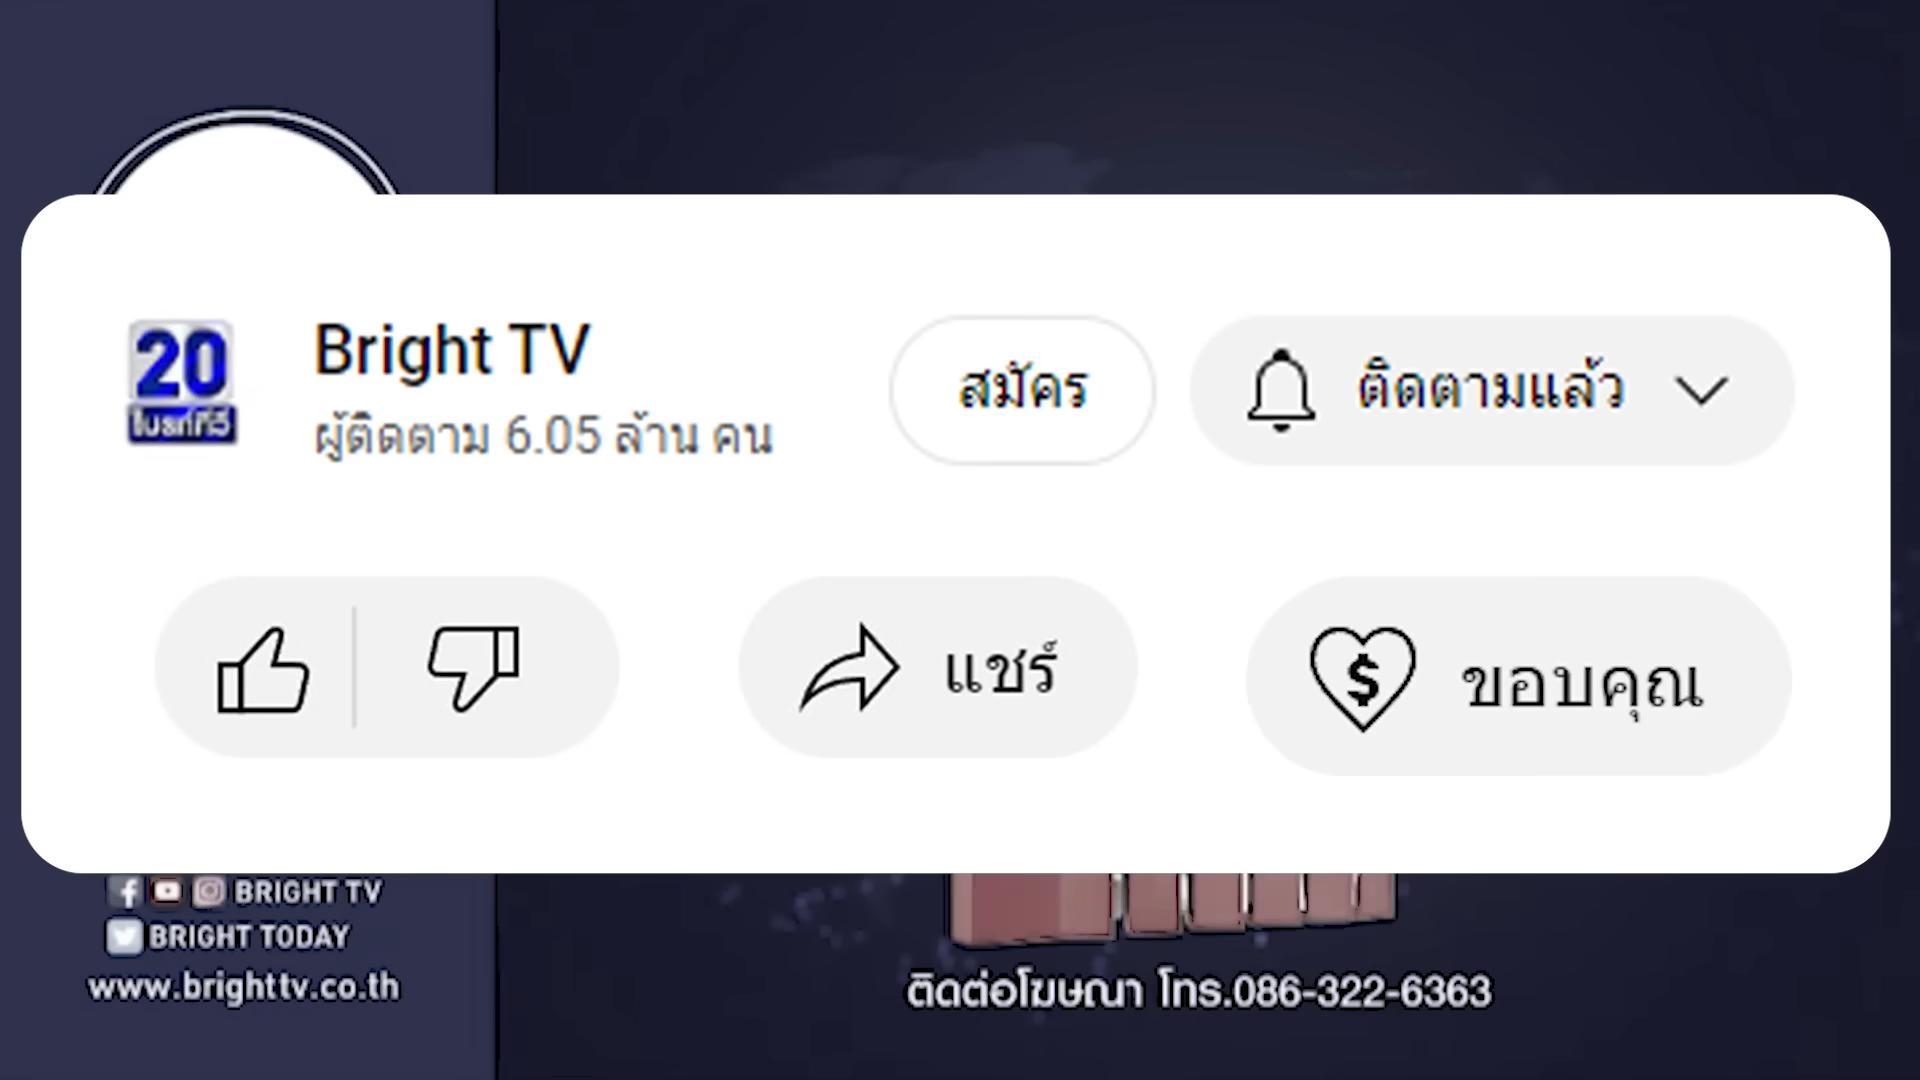 20
ไบรท์ทีวี
Bright TV
ผู้ติดตาม 6.05 ล้าน คน
สมัคร
ติดตามแล้ว
แชร์
$
ขอบคุณ
BRIGHT TV
BRIGHT TODAY
www.brighttv.co.th
ติดต่อโฆษณา โทร.086-322-6363